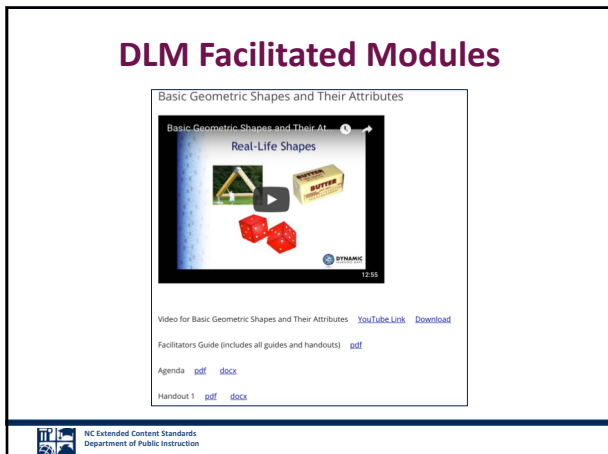 DLM Facilitated Modules
Basic Geometric Shapes and Their Attributes
Basic Geometric Shapes and Their At...
Real-Life Shapes
BUTTER
BUTTER
DYNAMIC
LEARNING MAPS
12:55
Video for Basic Geometric Shapes and Their Attributes YouTube Link Download
Facilitators Guide (includes all guides and handouts) pdf
Agenda pdf docx
Handout 1 pdf docx
NC Extended Content Standards
Department of Public Instruction